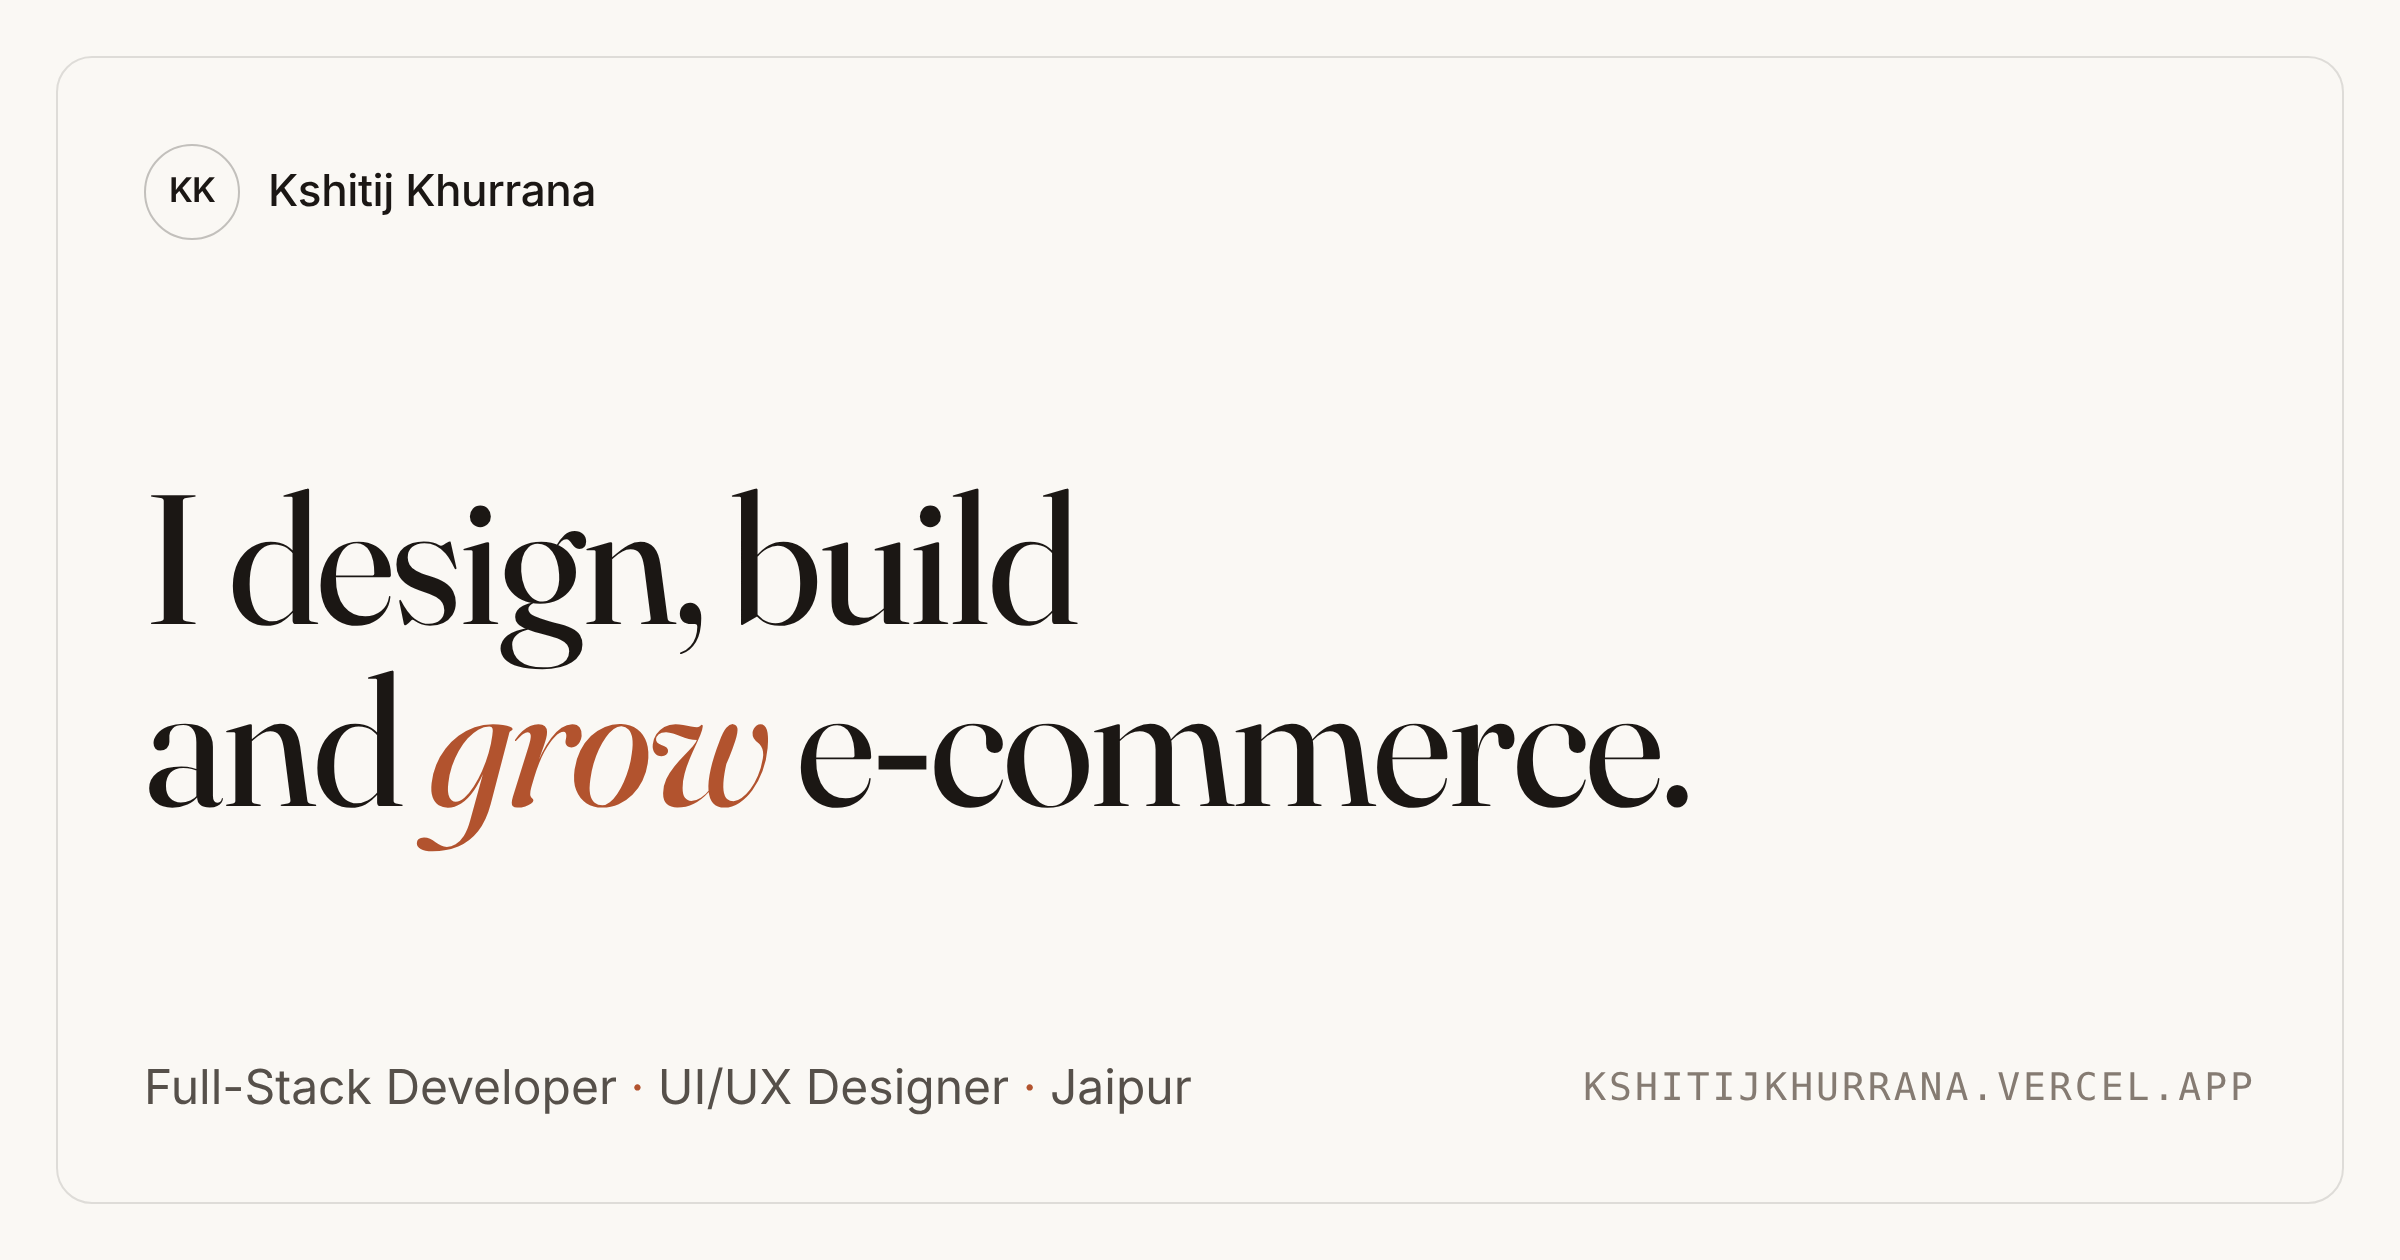 KK
Kshitij Khurrana
I design, build
and grow e-commerce.
Full-Stack Developer · UI/UX Designer · Jaipur
KSHITIJKHURRANA.VERCEL.APP